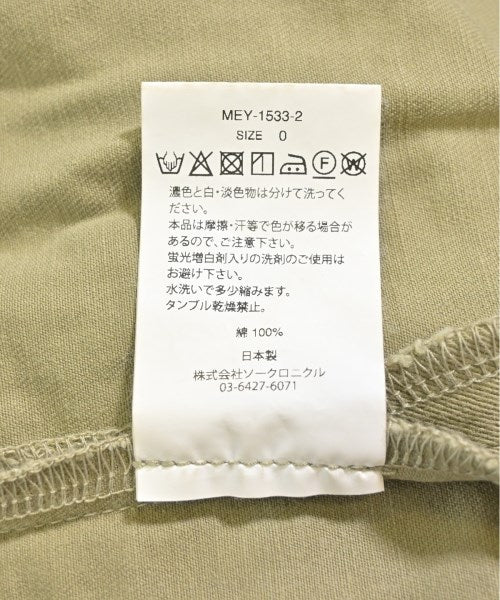 MEY-1533-2
SIZE 0
F W
濃色と白・淡色物は分けて洗ってく
ださい。
本品は摩擦・汗等で色が移る場合が
あるので、ご注意下さい。
蛍光増白剤入りの洗剤のご使用は
お避け下さい。
水洗いで多少縮みます。
タンブル乾燥禁止。
綿 100%
日本製
株式会社ソークロニクル
03-6427-6071